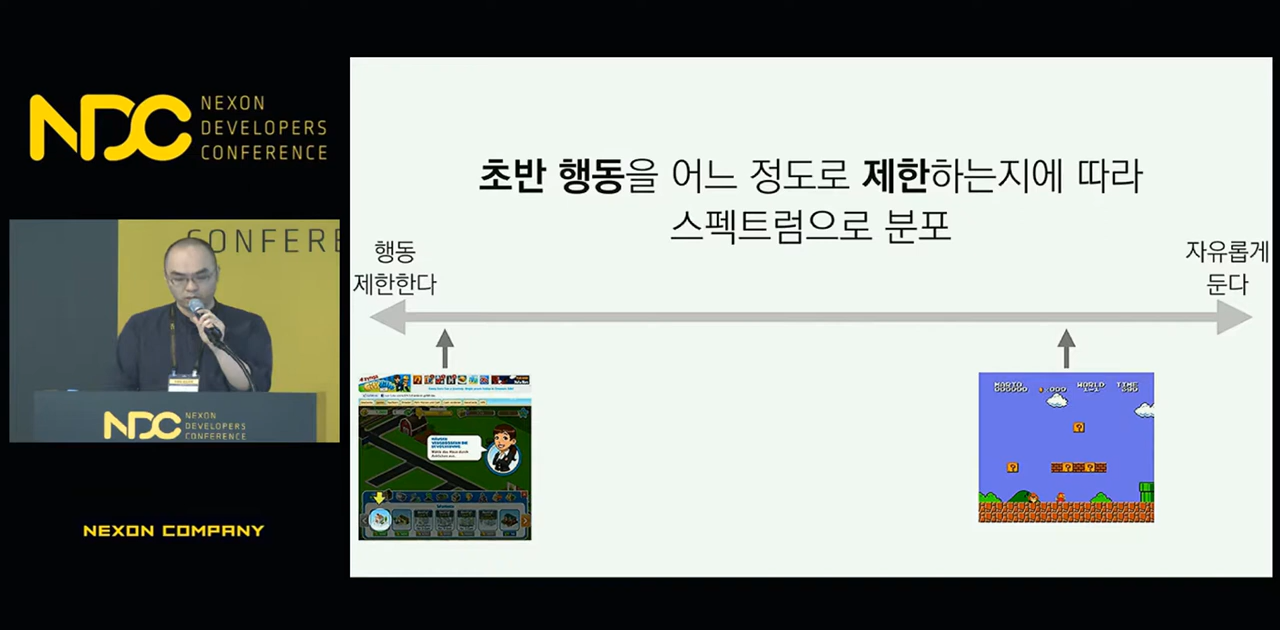 NDC
NEXON
DEVELOPERS
CONFERENCE
초반 행동을 어느 정도로 제한하는지에 따라
스펙트럼으로 분포
행동
제한한다
자유롭게
둔다
CONFERE
NDC
NEXON
DEVELOPERS
CONFERENCE
MARIO
WORLD
TIME
NEXON COMPANY